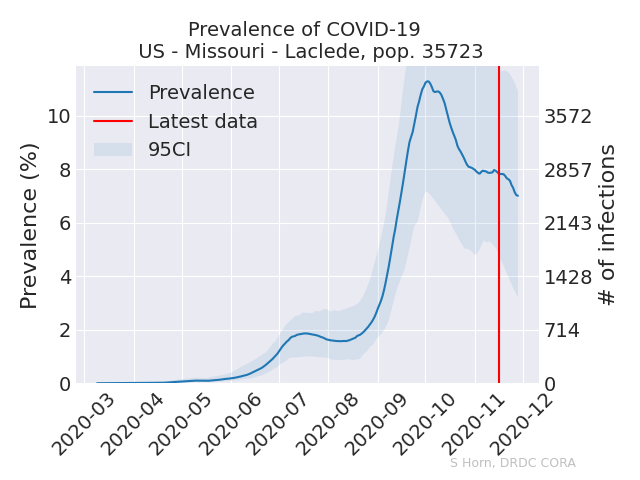 Prevalence of COVID-19
US - Missouri - Laclede, pop. 35723
Prevalence
Latest data
95CI
Prevalence (%)
10
8
6
4
2
0
3572
2857
2143
1428
714
0
# of infections
2020-03
2020-04
2020-05
2020-06
2020-07
2020-08
2020-09
2020-10
2020-11
2020-12
S Horn, DRDC CORA